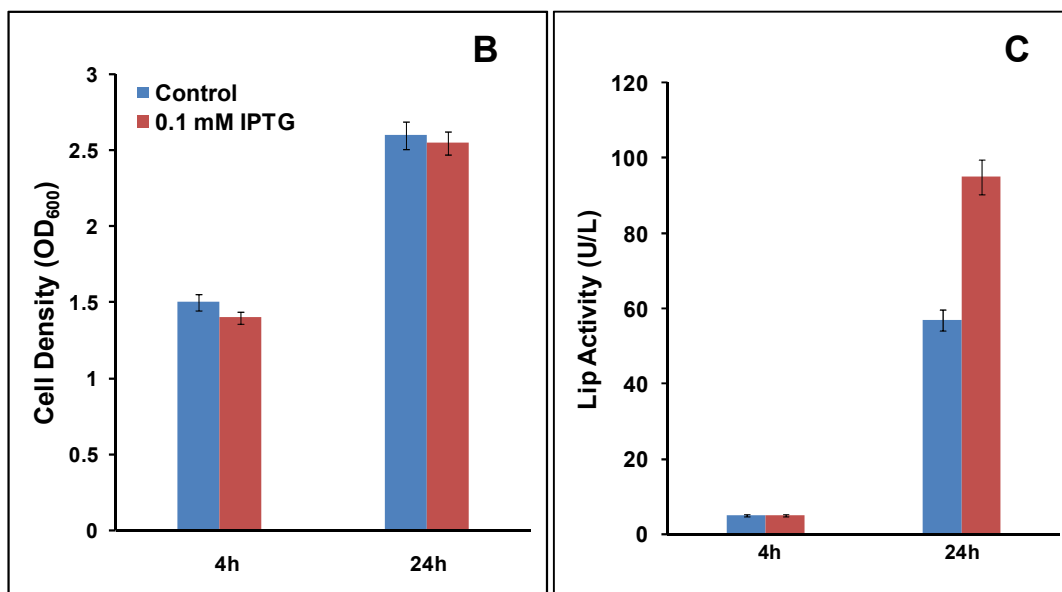 B
3
2.5
2
1.5
1
0.5
0
Cell Density (OD600)
Control
0.1 mM IPTG
4h
24h
C
120
100
80
60
40
20
0
Lip Activity (U/L)
4h
24h